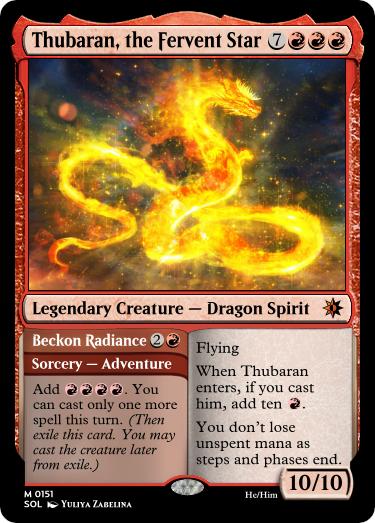 Thubaran, the Fervent Star 7
Legendary Creature — Dragon Spirit
Beckon Radiance 2
Sorcery — Adventure
Add . You
can cast only one more
spell this turn. (Then
exile this card. You may
cast the creature later
from exile.)
Flying
When Thubaran
enters, if you cast
him, add ten .
You don't lose
unspent mana as
steps and phases end.
10/10
M 0151
SOL Yuliya Zabelina
He/Him